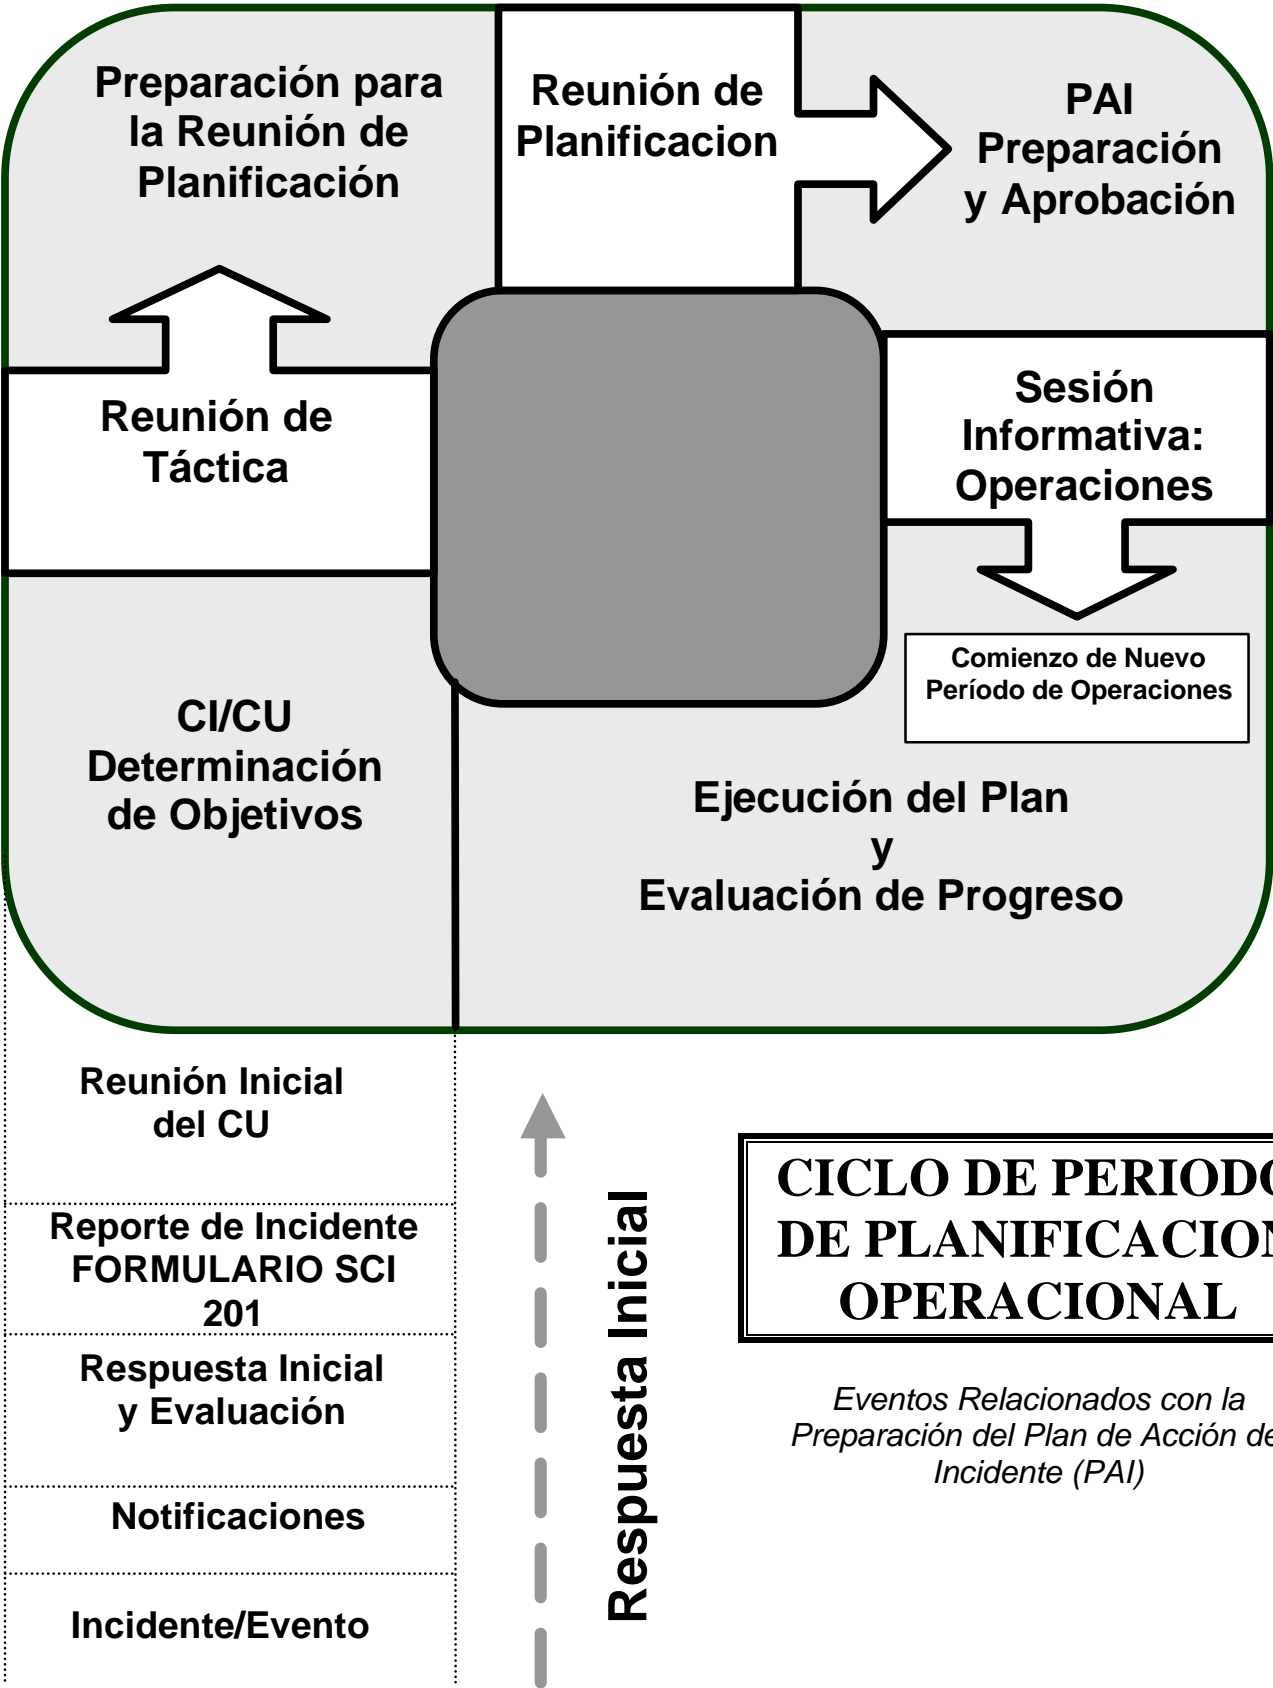 Preparación para
la Reunión de
Planificación
Reunión de
Planificacion
PAI
Preparación
y Aprobación
Reunión de
Táctica
Sesión
Informativa:
Operaciones
Comienzo de Nuevo
Período de Operaciones
CI/CU
Determinación
de Objetivos
Ejecución del Plan
y
Evaluación de Progreso
Reunión Inicial
del CU
Reporte de Incidente
FORMULARIO SCI
201
Respuesta Inicial
y Evaluación
Notificaciones
Incidente/Evento
Respuesta Inicial
CICLO DE PERIODO
DE PLANIFICACION
OPERACIONAL
Eventos Relacionados con la
Preparación del Plan de Acción de
Incidente (PAI)